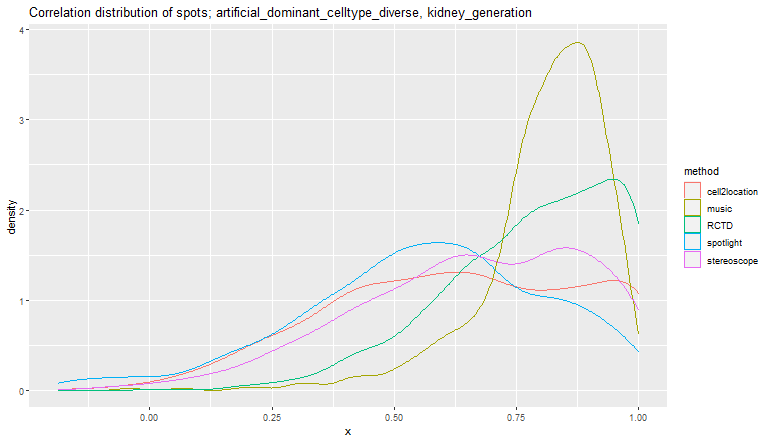 Correlation distribution of spots; artificial_dominant_celltype_diverse, kidney_generation
4
3
2
1
0
density
0.00 0.25 0.50 0.75 1.00
x
method
cell2location
music
RCTD
spotlight
stereoscope